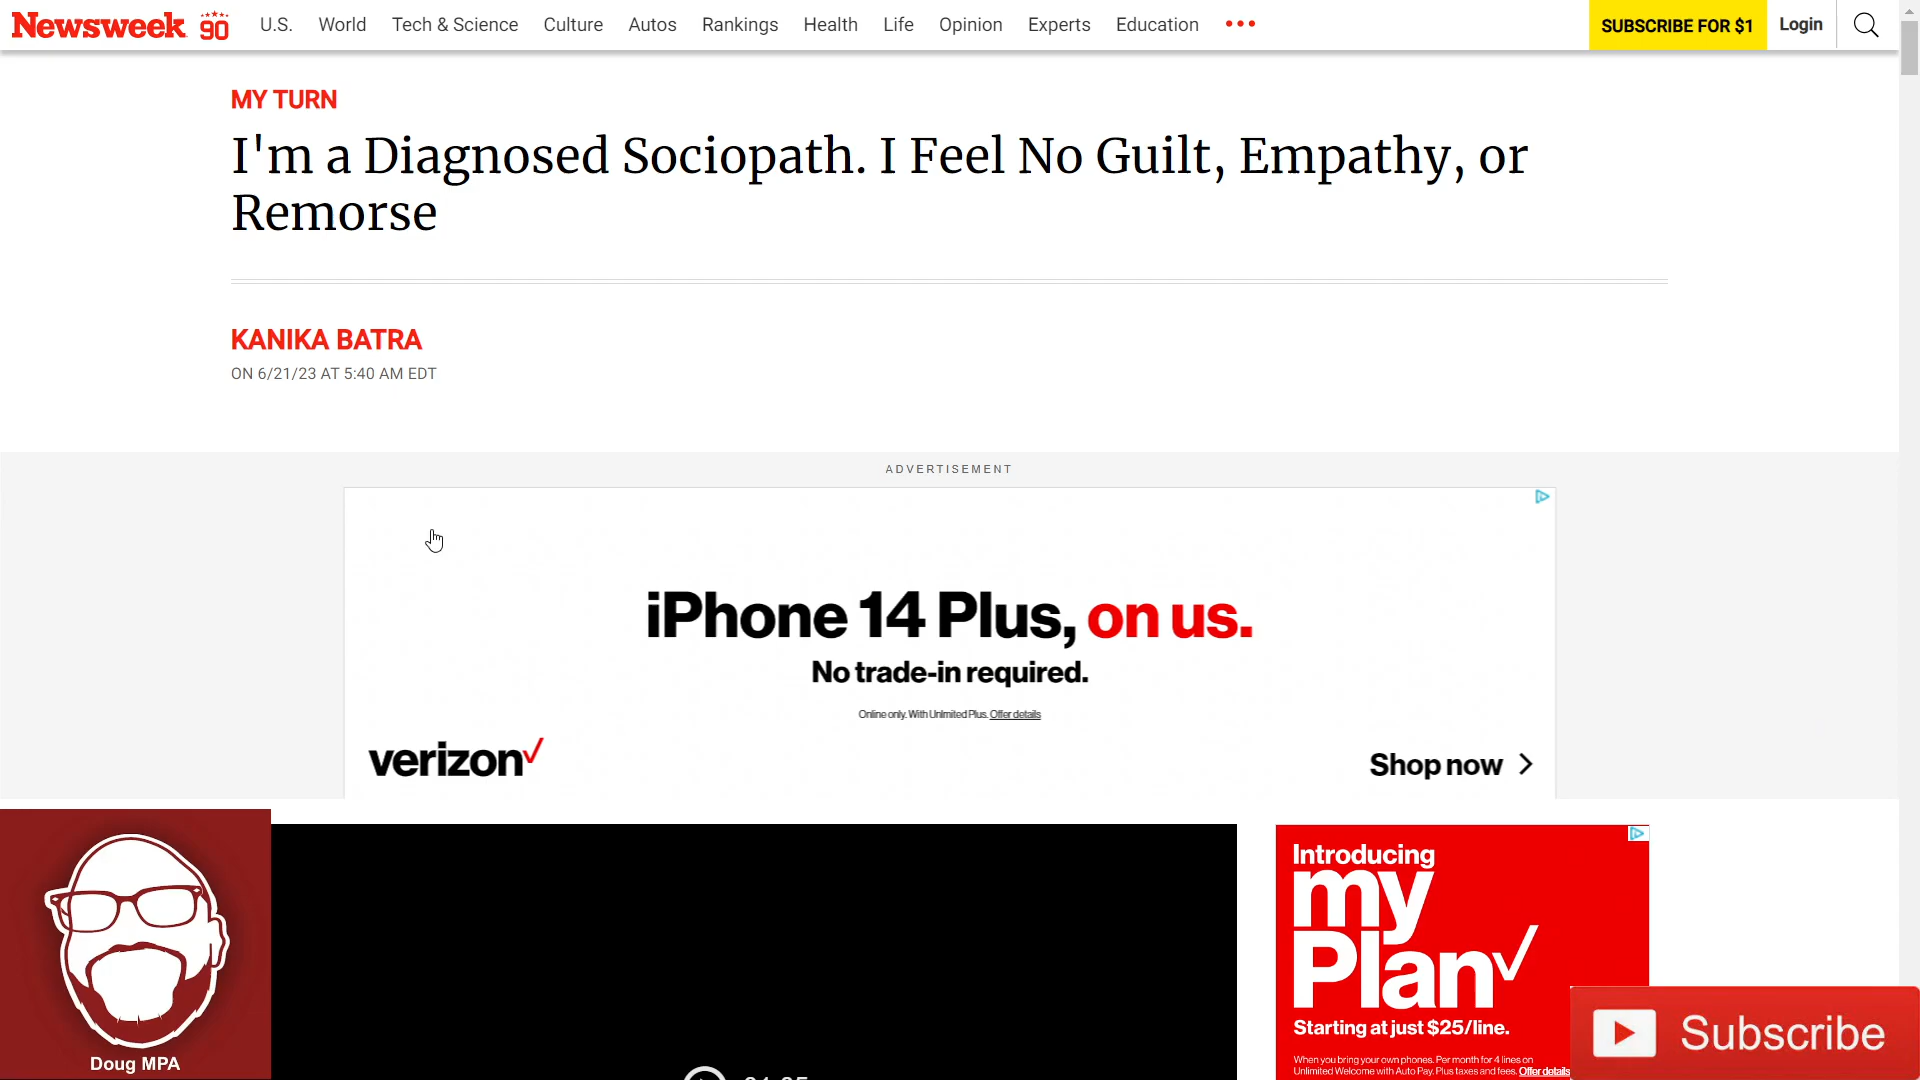 Newsweek 90 U.S. World Tech & Science Culture Autos Rankings Health Life Opinion Experts Education SUBSCRIBE FOR $1 Login
MY TURN
I'm a Diagnosed Sociopath. I Feel No Guilt, Empathy, or
Remorse
KANIKA BATRA
ON 6/21/23 AT 5:40 AM EDT
ADVERTISEMENT
iPhone 14 Plus, on us.
No trade-in required.
Online only. With Unlimited Plus. Offer details
verizon
Shop now
Introducing
my
Plan
Starting at just $25/line.
When you bring your own phones. Per month for 4 lines on
Unlimited Welcome with Auto Pay. Plus taxes and fees. Offer details
Subscribe
Doug MPA